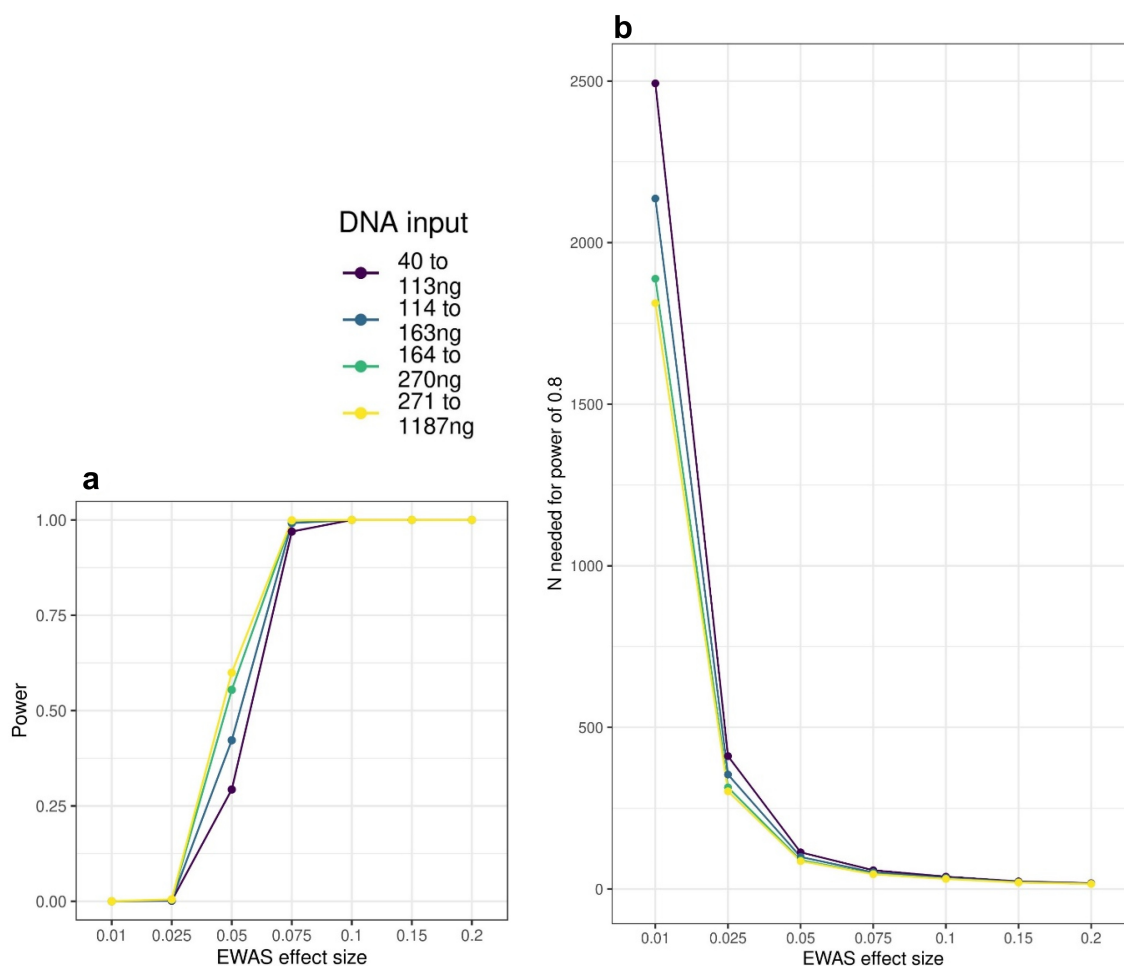 DNA input
40 to
113ng
114 to
163ng
164 to
270ng
271 to
1187ng
a
Power
1.00
0.75
0.50
0.25
0.00
0.01 0.025 0.05 0.075 0.1 0.15 0.2
EWAS effect size
b
N needed for power of 0.8
2500
2000
1500
1000
500
0
0.01 0.025 0.05 0.075 0.1 0.15 0.2
EWAS effect size